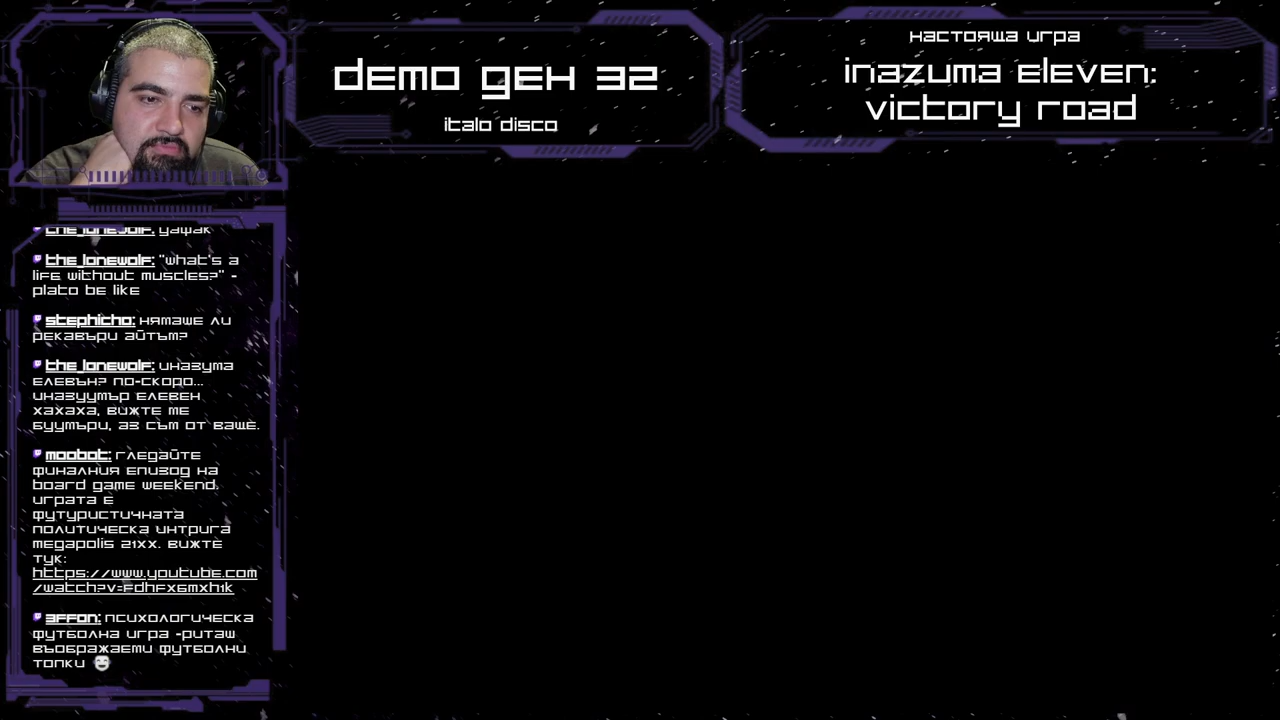 DEMO ден 32
italo disco
настояща игра
inazuma eleven:
victory road
the_lonewolf: уафак
the_lonewolf: "what's a
life without muscles?" -
plato be like
stephicho: нямаше ли
рекавъри айтъм?
the_lonewolf: иназума
елевън? по-скоро...
иназуумър елевен
хахаха, вижте ме
буумъри, аз съм от ваше.
moobot: гледайте
финалния епизод на
board game weekend.
играта е
футуристичната
политическа интрига
megapolis 21xx. вижте
тук:
https://www.youtube.com
/watch?v=fdhfx6mxh1k
3ffon: психологическа
футболна игра -риташ
въображаеми футболни
топки